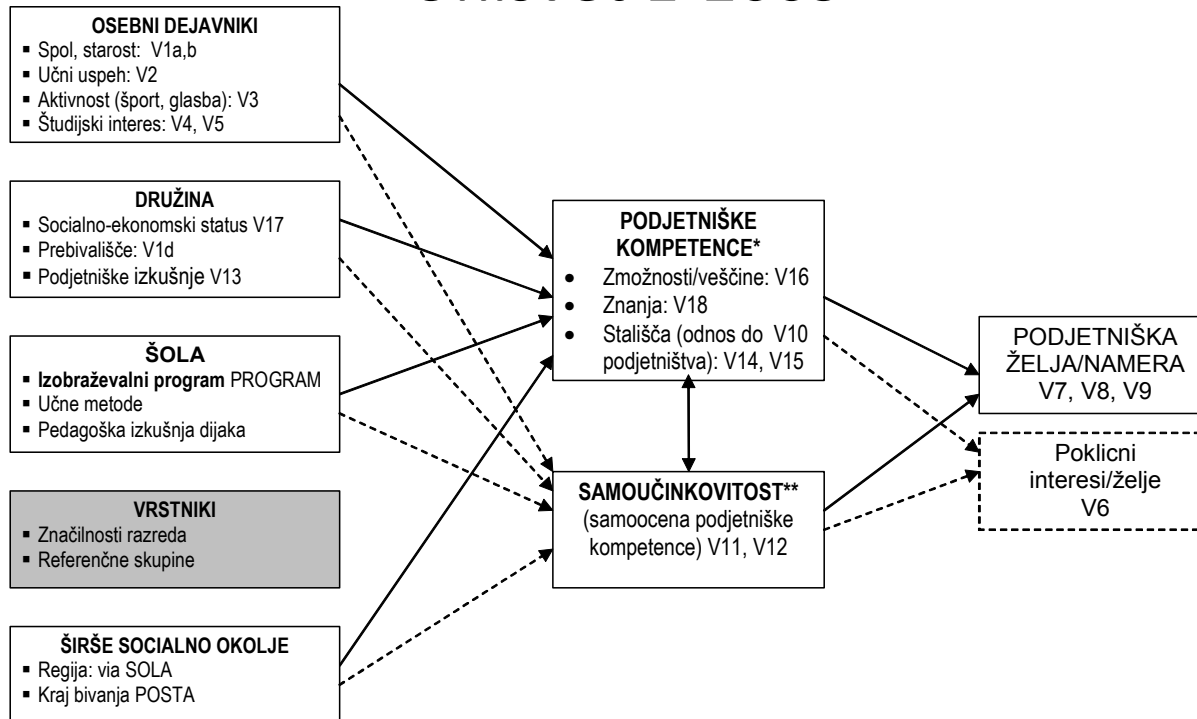 OSEBNI DEJAVNIKI
▪ Spol, starost: V1a,b
▪ Učni uspeh: V2
▪ Aktivnost (šport, glasba): V3
▪ Študijski interes: V4, V5
DRUŽINA
▪ Socialno-ekonomski status V17
▪ Prebivališče: V1d
▪ Podjetniške izkušnje V13
ŠOLA
▪ Izobraževalni program PROGRAM
▪ Učne metode
▪ Pedagoška izkušnja dijaka
VRSTNIKI
▪ Značilnosti razreda
▪ Referenčne skupine
ŠIRŠE SOCIALNO OKOLJE
▪ Regija: via SOLA
▪ Kraj bivanja POSTA
PODJETNIŠKE
KOMPETENCE*
• Zmožnosti/veščine: V16
• Znanja: V18
• Stališča (odnos do V10
podjetništva): V14, V15
SAMOUČINKOVITOST**
(samoocena podjetniške
kompetence) V11, V12
PODJETNIŠKA
ŽELJA/NAMERA
V7, V8, V9
Poklicni
interesi/želje
V6